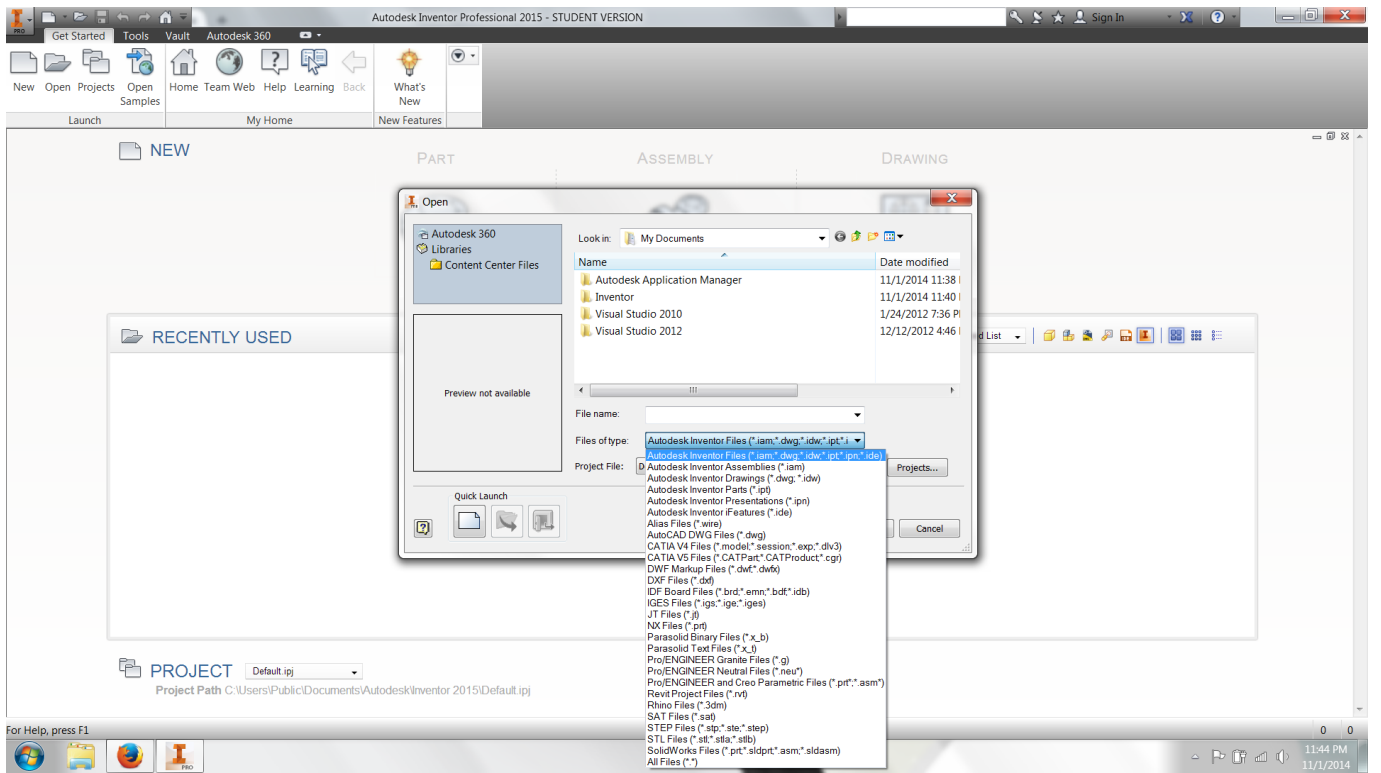 Autodesk Inventor Professional 2015 - STUDENT VERSION
Sign In
PRO
Get Started Tools Vault Autodesk 360
New Open Projects Open Samples Home Team Web Help Learning Back What's New
Launch My Home New Features
NEW
PART ASSEMBLY DRAWING
Open
Autodesk 360
Libraries
Content Center Files
Look in: My Documents
Name Date modified
Autodesk Application Manager 11/1/2014 11:38
Inventor 11/1/2014 11:40
Visual Studio 2010 1/24/2012 7:36 P
Visual Studio 2012 12/12/2012 4:46
RECENTLY USED
d List
Preview not available
File name:
Files of type: Autodesk Inventor Files (*.iam;*.dwg;*.idw;*.ipt;*.i
Project File: D Projects...
Quick Launch
Cancel
Autodesk Inventor Files (*.iam;*.dwg;*.idw;*.ipt;*.ipn;*.ide)
Autodesk Inventor Assemblies (*.iam)
Autodesk Inventor Drawings (*.dwg; *.idw)
Autodesk Inventor Parts (*.ipt)
Autodesk Inventor Presentations (*.ipn)
Autodesk Inventor iFeatures (*.ide)
Alias Files (*.wire)
AutoCAD DWG Files (*.dwg)
CATIA V4 Files (*.model;*.session;*.exp;*.dlv3)
CATIA V5 Files (*.CATPart;*.CATProduct;*.cgr)
DWF Markup Files (*.dwf;*.dwfx)
DXF Files (*.dxf)
IDF Board Files (*.brd;*.emn;*.bdf;*.idb)
IGES Files (*.igs;*.ige;*.iges)
JT Files (*.jt)
NX Files (*.prt)
Parasolid Binary Files (*.x_b)
Parasolid Text Files (*.x_t)
Pro/ENGINEER Granite Files (*.g)
Pro/ENGINEER Neutral Files (*.neu*)
Pro/ENGINEER and Creo Parametric Files (*.prt*;*.asm*)
Revit Project Files (*.rvt)
Rhino Files (*.3dm)
SAT Files (*.sat)
STEP Files (*.stp;*.ste;*.step)
STL Files (*.stl;*.stla;*.stlb)
SolidWorks Files (*.prt;*.sldprt;*.asm;*.sldasm)
All Files (*.*)
PROJECT Default.ipj
Project Path C:\Users\Public\Documents\Autodesk\Inventor 2015\Default.ipj
For Help, press F1
0 0
PRO
11:44 PM
11/1/2014